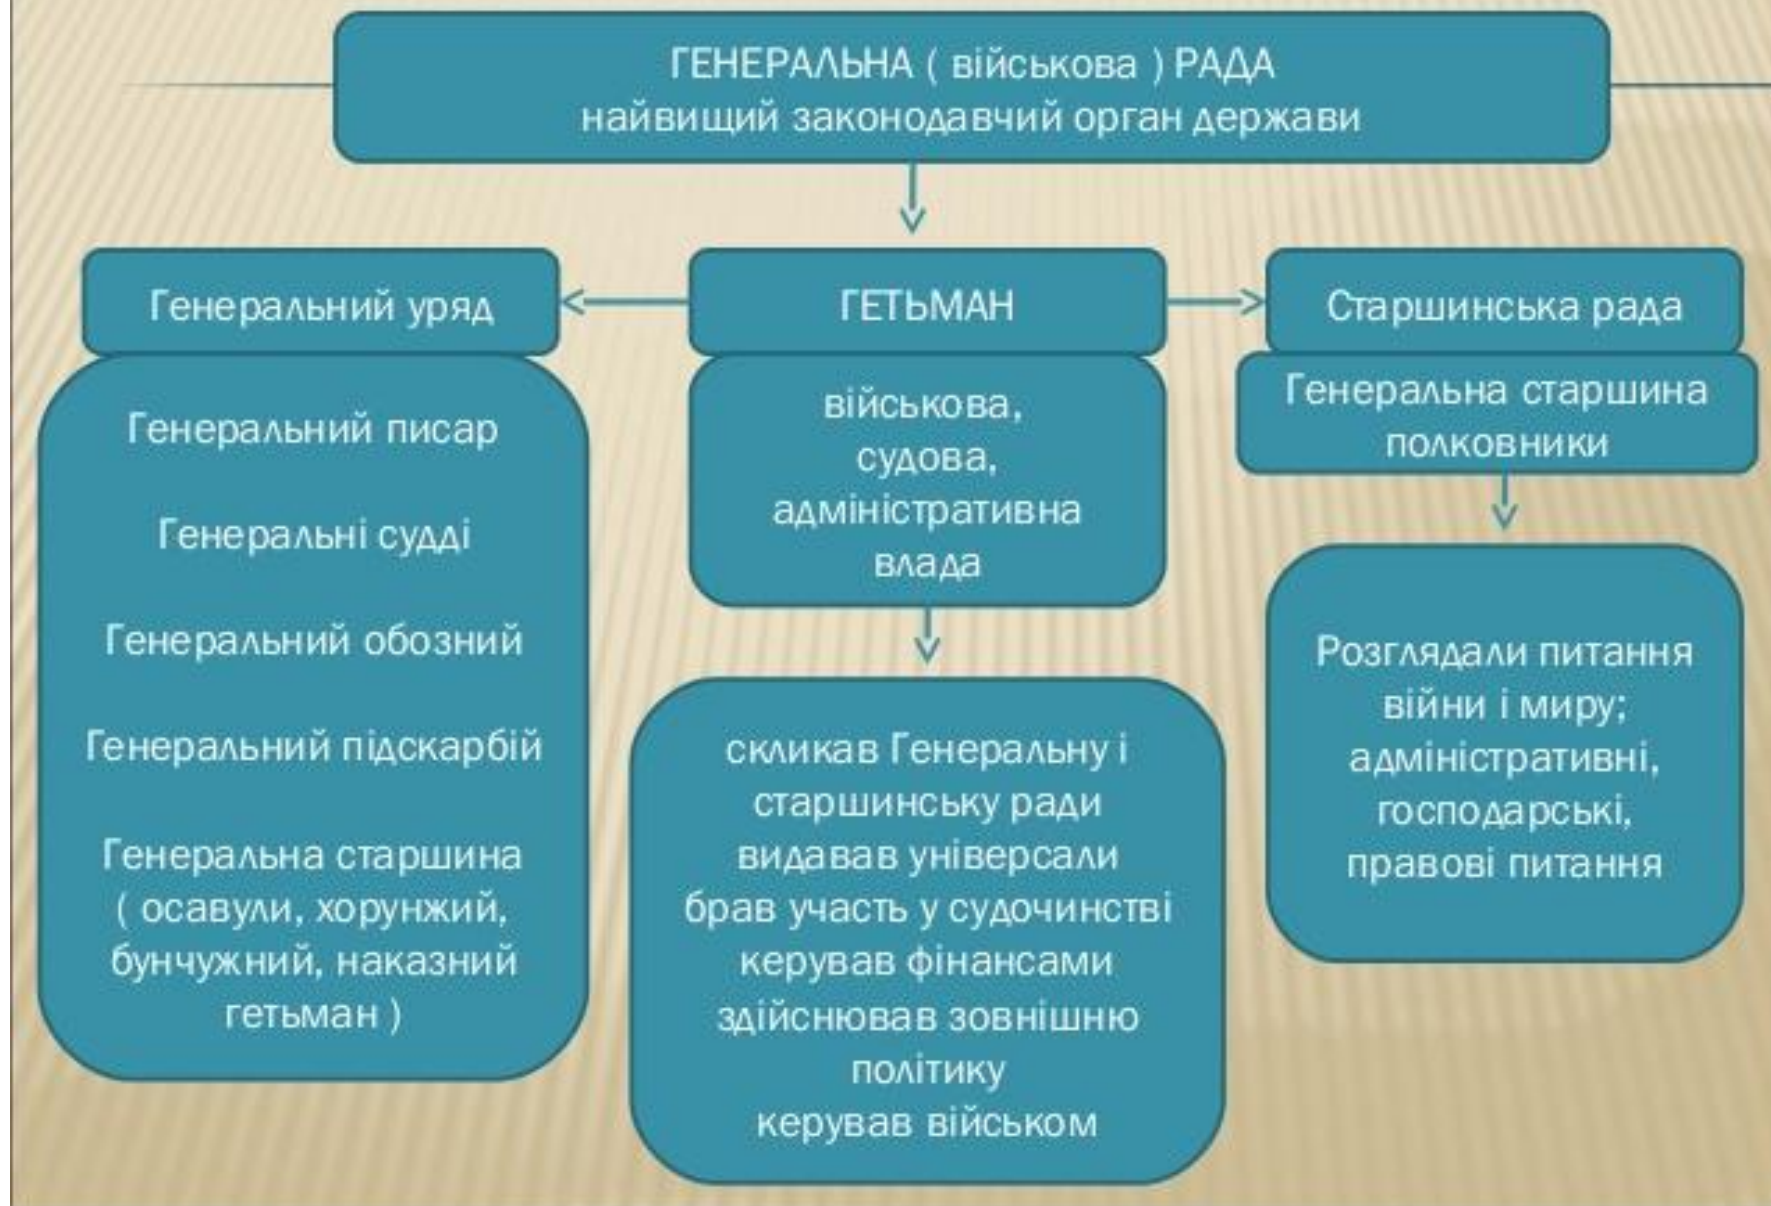 ГЕНЕРАЛЬНА ( військова ) РАДА
найвищий законодавчий орган держави
Генеральний уряд
Генеральний писар
Генеральні судді
Генеральний обозний
Генеральний підскарбій
Генеральна старшина
( осавули, хорунжий,
бунчужний, наказний
гетьман )
ГЕТЬМАН
військова,
судова,
адміністративна
влада
скликав Генеральну і
старшинську ради
видавав універсали
брав участь у судочинстві
керував фінансами
здійснював зовнішню
політику
керував військом
Старшинська рада
Генеральна старшина
полковники
Розглядали питання
війни і миру;
адміністративні,
господарські,
правові питання